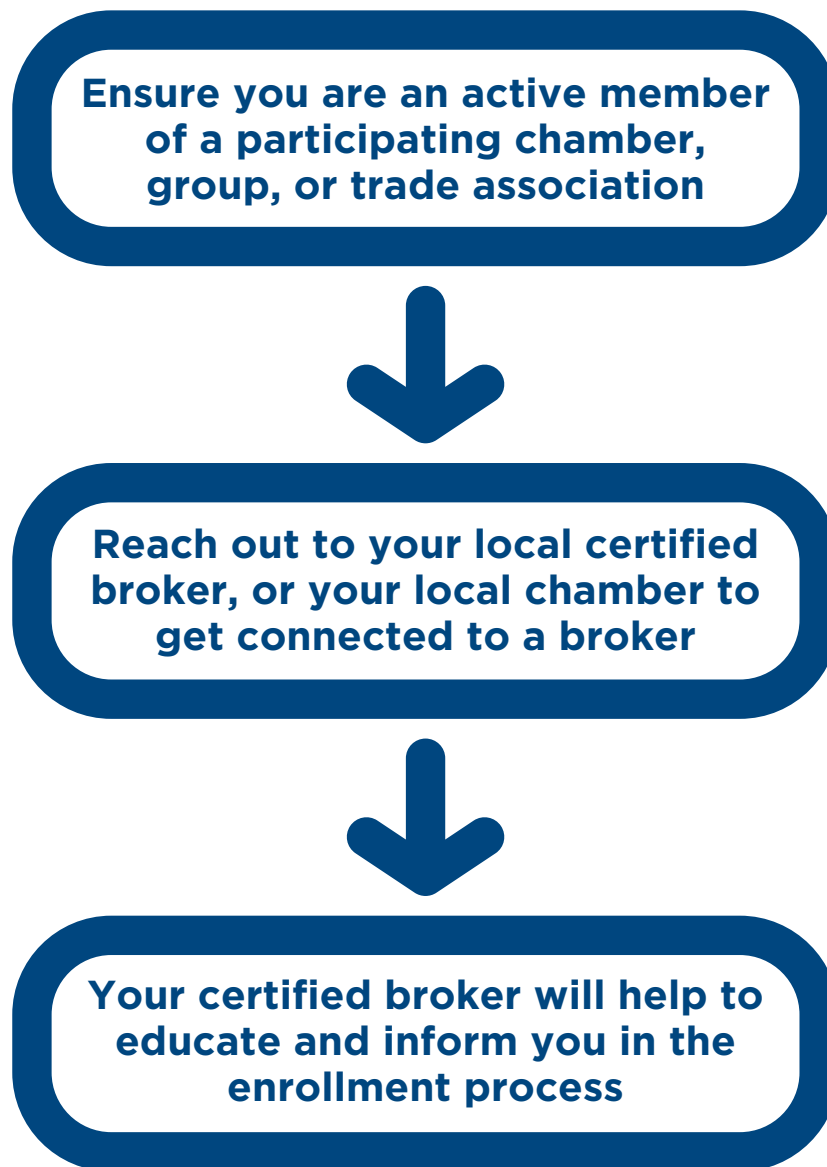 Ensure you are an active member
of a participating chamber,
group, or trade association
Reach out to your local certified
broker, or your local chamber to
get connected to a broker
Your certified broker will help to
educate and inform you in the
enrollment process